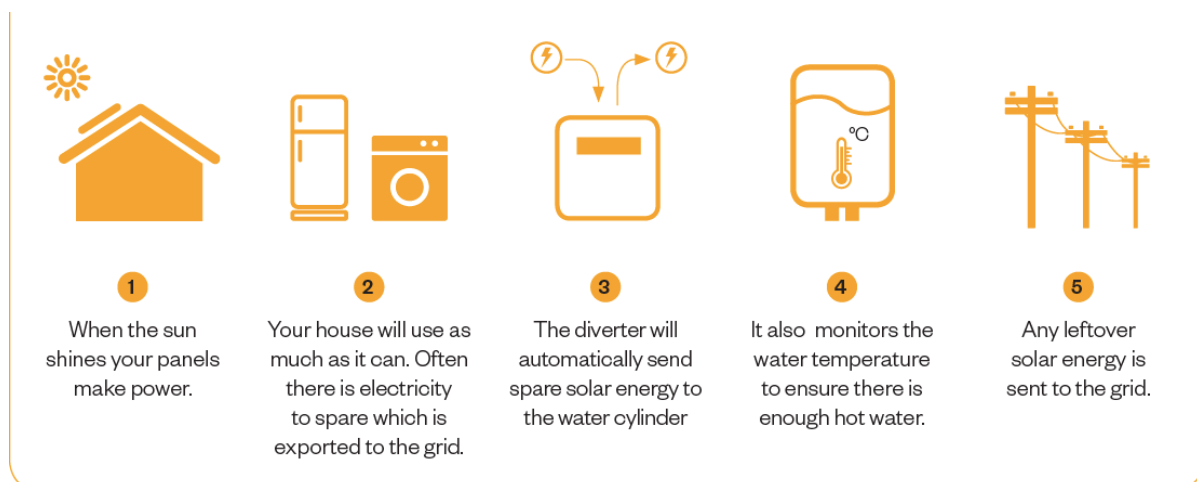 °C
1
When the sun
shines your panels
make power.
2
Your house will use as
much as it can. Often
there is electricity
to spare which is
exported to the grid.
3
The diverter will
automatically send
spare solar energy to
the water cylinder
4
It also  monitors the
water temperature
to ensure there is
enough hot water.
5
Any leftover
solar energy is
sent to the grid.